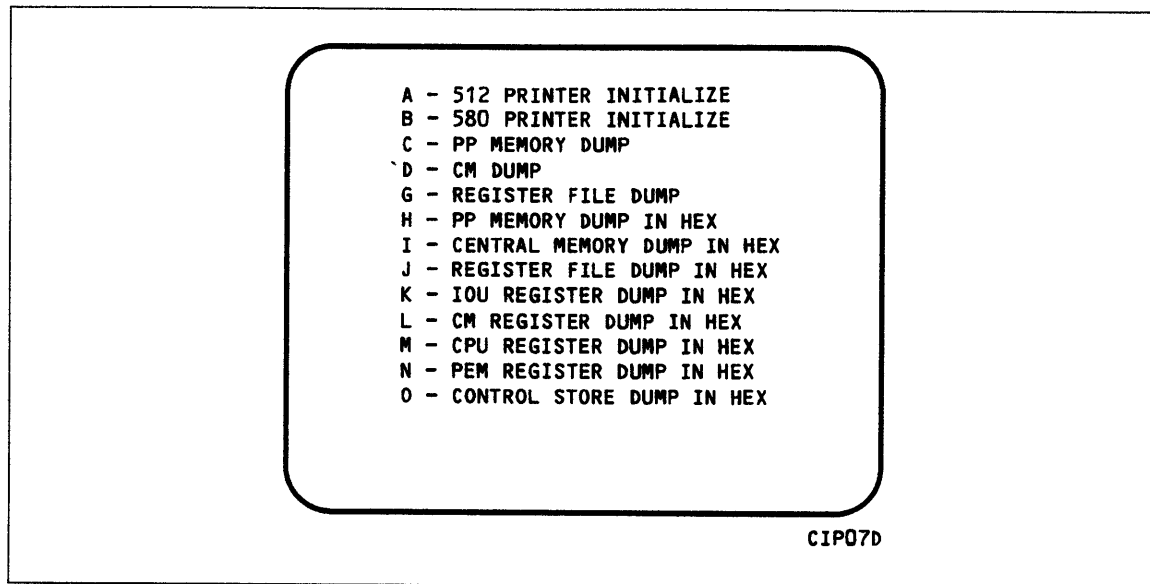 A - 512 PRINTER INITIALIZE
B - 580 PRINTER INITIALIZE
C - PP MEMORY DUMP
D - CM DUMP
G - REGISTER FILE DUMP
H - PP MEMORY DUMP IN HEX
I - CENTRAL MEMORY DUMP IN HEX
J - REGISTER FILE DUMP IN HEX
K - IOU REGISTER DUMP IN HEX
L - CM REGISTER DUMP IN HEX
M - CPU REGISTER DUMP IN HEX
N - PEM REGISTER DUMP IN HEX
O - CONTROL STORE DUMP IN HEX
CIP07D